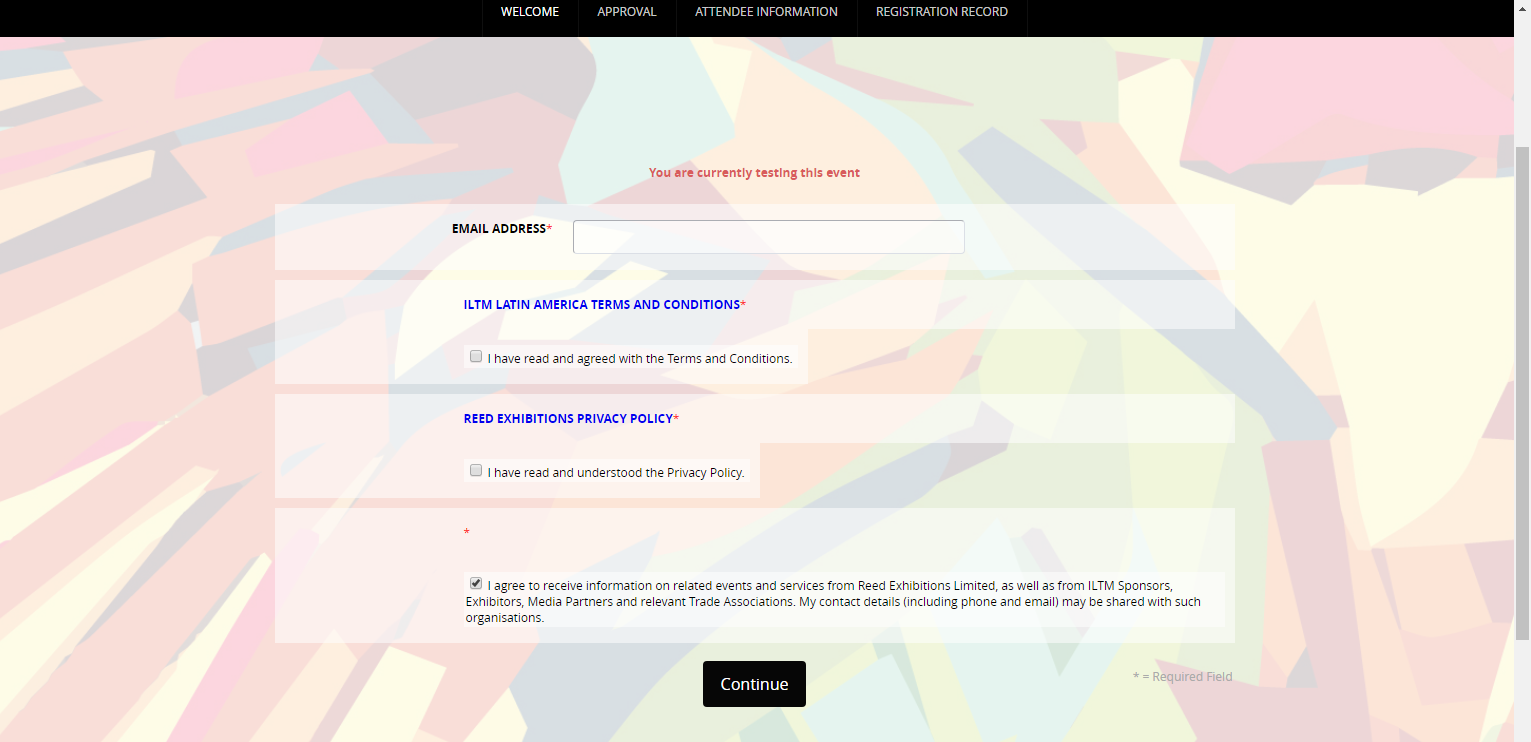 WELCOME APPROVAL ATTENDEE INFORMATION REGISTRATION RECORD
You are currently testing this event
EMAIL ADDRESS*
ILTM LATIN AMERICA TERMS AND CONDITIONS*
I have read and agreed with the Terms and Conditions.
REED EXHIBITIONS PRIVACY POLICY*
I have read and understood the Privacy Policy.
*
I agree to receive information on related events and services from Reed Exhibitions Limited, as well as from ILTM Sponsors,
Exhibitors, Media Partners and relevant Trade Associations. My contact details (including phone and email) may be shared with such
organisations.
* = Required Field
Continue